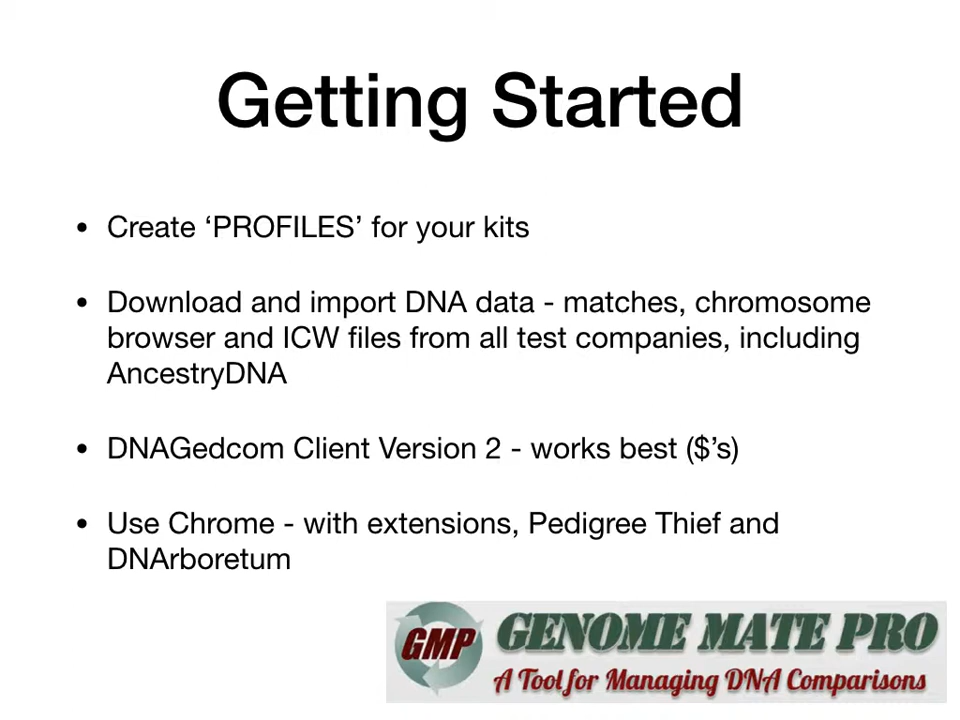 Getting Started
• Create ‘PROFILES’ for your kits
• Download and import DNA data - matches, chromosome
browser and ICW files from all test companies, including
AncestryDNA
• DNAGedcom Client Version 2 - works best ($’s)
• Use Chrome - with extensions, Pedigree Thief and
DNArboretum
GMP GENOME MATE PRO
A Tool for Managing DNA Comparisons